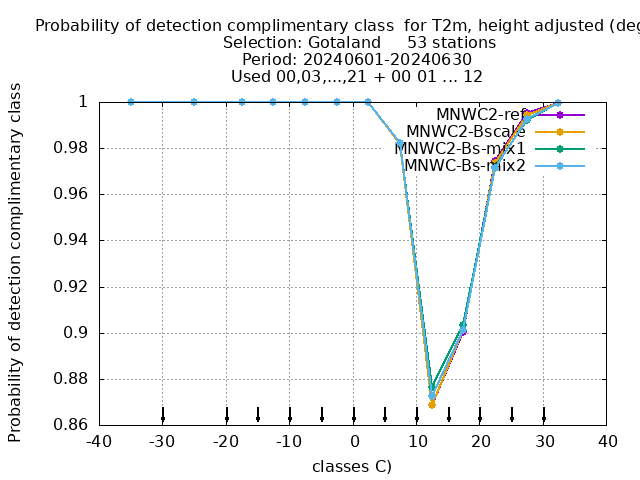 Probability of detection complimentary class  for T2m, height adjusted (deg
Selection: Gotaland     53 stations
Period: 20240601-20240630
Used 00,03,...,21 + 00 01 ... 12
Probability of detection complimentary class
1
0.98
0.96
0.94
0.92
0.9
0.88
0.86
MNWC2-ref
MNWC2-Bscale
MNWC2-Bs-mix1
MNWC-Bs-mix2
-40 -30 -20 -10 0 10 20 30 40
classes C)